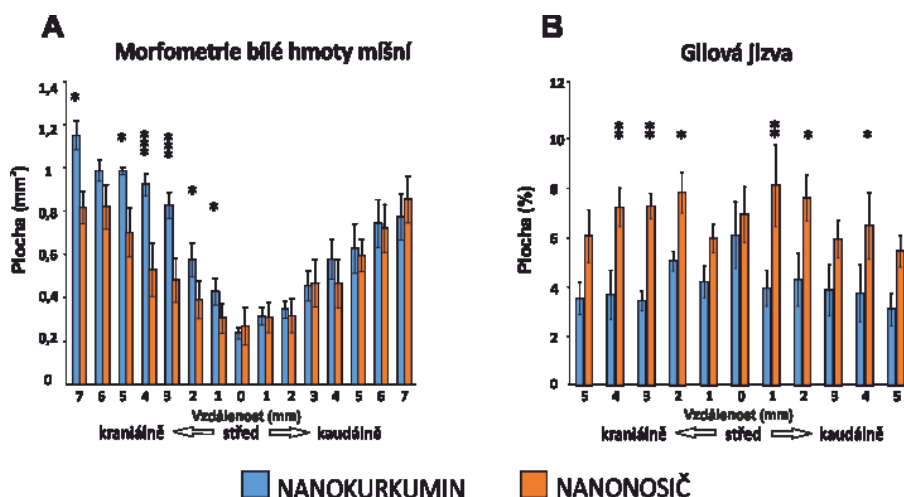 A
Morfometrie bílé hmoty míšní
B
Gliová jizva
Plocha (mm²)
1,4
1,2
1
0,8
0,6
0,4
0,2
0
* * *** *** * *
7 6 5 4 3 2 1 0 1 2 3 4 5 6 7
Vzdálenost (mm)
kraniálně střed kaudálně
Plocha (%)
12
10
8
6
4
2
0
** ** * ** * *
5 4 3 2 1 0 1 2 3 4 5
Vzdálenost (mm)
kraniálně střed kaudálně
NANOKURKUMIN NANONOSIČ